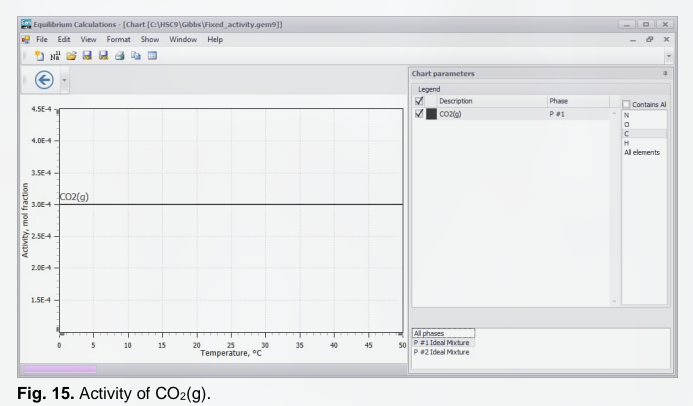 Equilibrium Calculations - [Chart [C:\HSC9\Gibbs\Fixed_activity.gem9]]
File Edit View Format Show Window Help
Chart parameters
Legend
Description Phase
CO2(g) P #1
Contains Al
N
O
C
H
All elements
4.5E-4
4.0E-4
3.5E-4
3.0E-4
2.5E-4
2.0E-4
1.5E-4
Activity, mol fraction
CO2(g)
0 5 10 15 20 25 30 35 40 45 50
Temperature, °C
All phases
P #1 Ideal Mixture
P #2 Ideal Mixture
Fig. 15. Activity of CO₂(g).